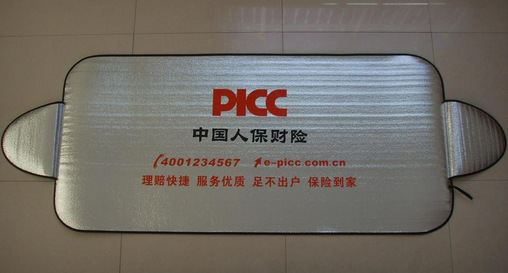 PICC
中国人保财险
4001234567 e-picc.com.cn
理赔快捷 服务优质 足不出户 保险到家